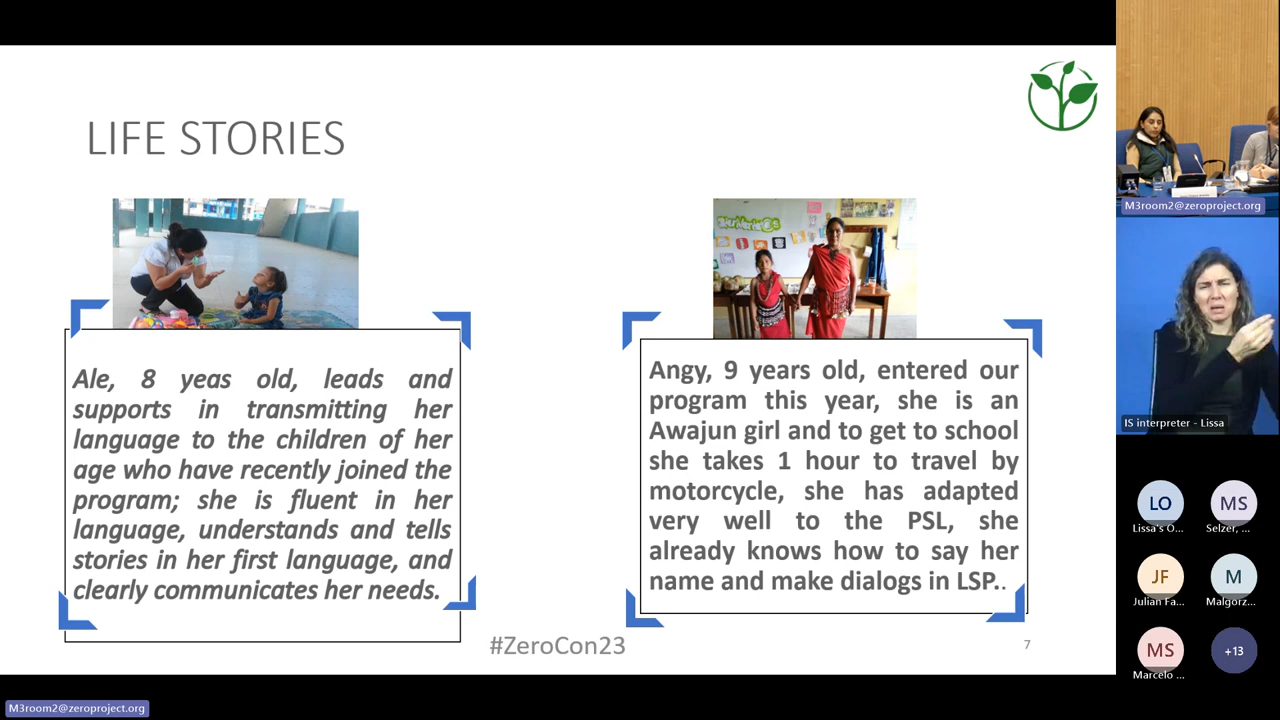 LIFE STORIES
Ale, 8 yeas old, leads and
supports in transmitting her
language to the children of her
age who have recently joined the
program; she is fluent in her
language, understands and tells
stories in her first language, and
clearly communicates her needs.
Angy, 9 years old, entered our
program this year, she is an
Awajun girl and to get to school
she takes 1 hour to travel by
motorcycle, she has adapted
very well to the PSL, she
already knows how to say her
name and make dialogs in LSP..
#ZeroCon23
7
M3room2@zeroproject.org
IS interpreter - Lissa
LO
Lissa's O...
MS
Selzer, ...
JF
Julian Fa...
M
Malgorz...
MS
Marcelo ...
+13
M3room2@zeroproject.org